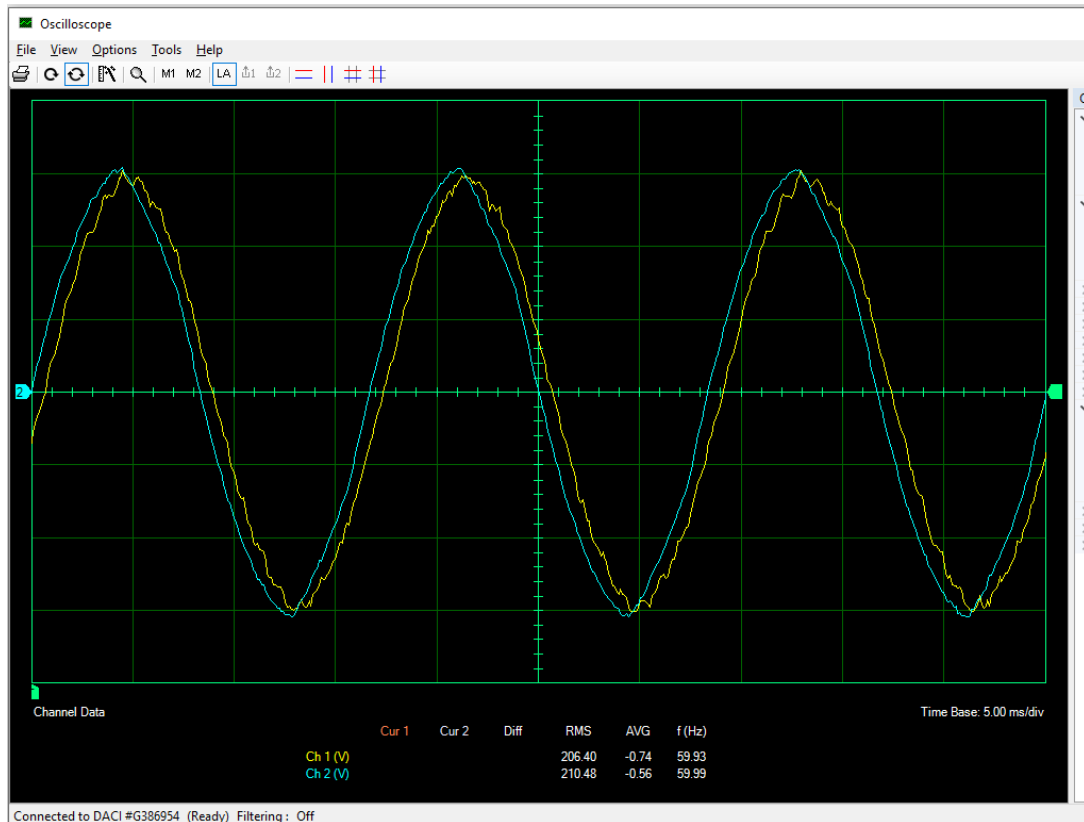 Oscilloscope
File View Options Tools Help
M1 M2 LA 1 2
2
Channel Data Time Base: 5.00 ms/div
Cur 1 Cur 2 Diff RMS AVG f (Hz)
Ch 1 (V) 206.40 -0.74 59.93
Ch 2 (V) 210.48 -0.56 59.99
Connected to DACI #G386954 (Ready) Filtering : Off